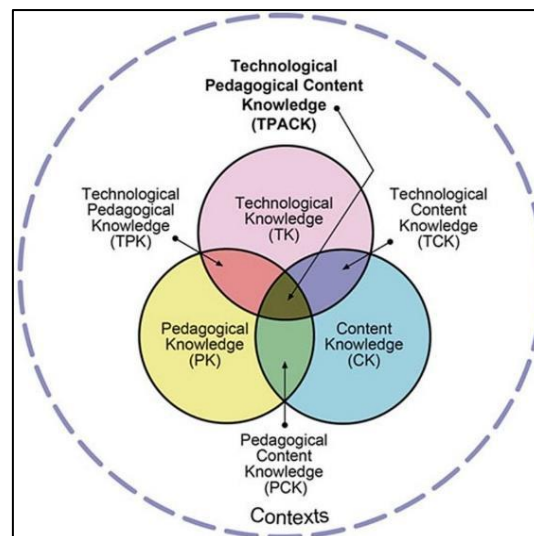 Technological
Pedagogical Content
Knowledge
(TPACK)
Technological
Pedagogical
Knowledge
(TPK)
Technological
Knowledge
(TK)
Technological
Content
Knowledge
(TCK)
Pedagogical
Knowledge
(PK)
Content
Knowledge
(CK)
Pedagogical
Content
Knowledge
(PCK)
Contexts